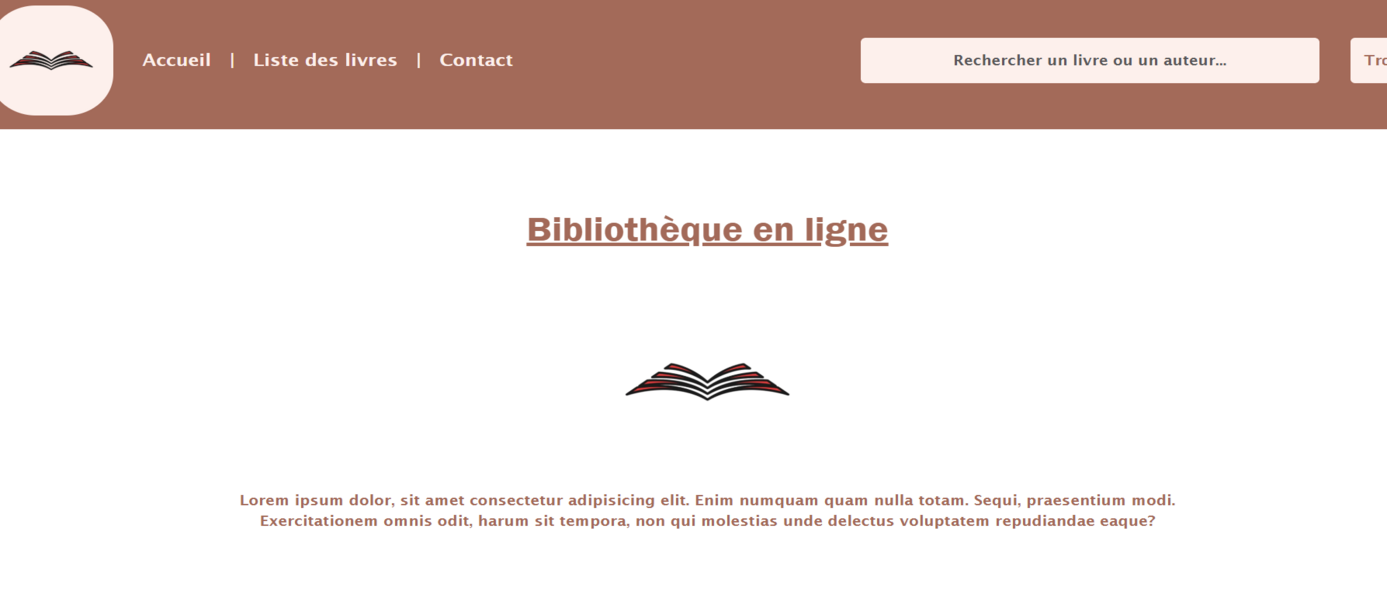 Accueil | Liste des livres | Contact
Rechercher un livre ou un auteur...
Bibliothèque en ligne
Lorem ipsum dolor, sit amet consectetur adipisicing elit. Enim numquam quam nulla totam. Sequi, praesentium modi.
Exercitationem omnis odit, harum sit tempora, non qui molestias unde delectus voluptatem repudiandae eaque?